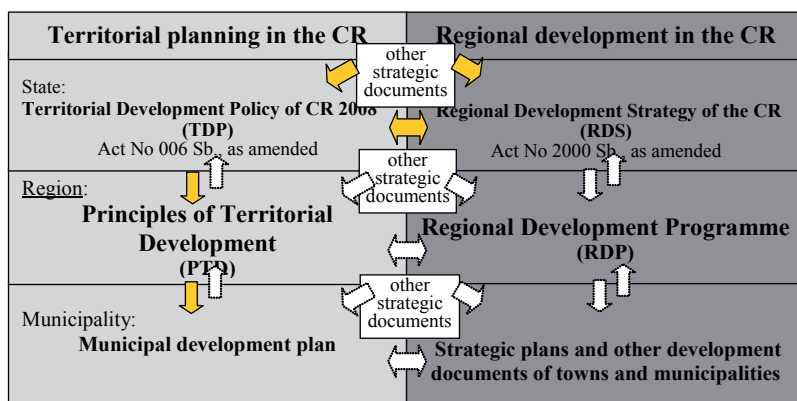 Territorial planning in the CR
Regional development in the CR
other
strategic
documents
State:
Territorial Development Policy of CR 2008
(TDP)
Act No 006 Sb., as amended
Regional Development Strategy of the CR
(RDS)
Act No 2000 Sb., as amended
other
strategic
documents
Region:
Principles of Territorial
Development
(PTD)
Regional Development Programme
(RDP)
other
strategic
documents
Municipality:
Municipal development plan
Strategic plans and other development
documents of towns and municipalities